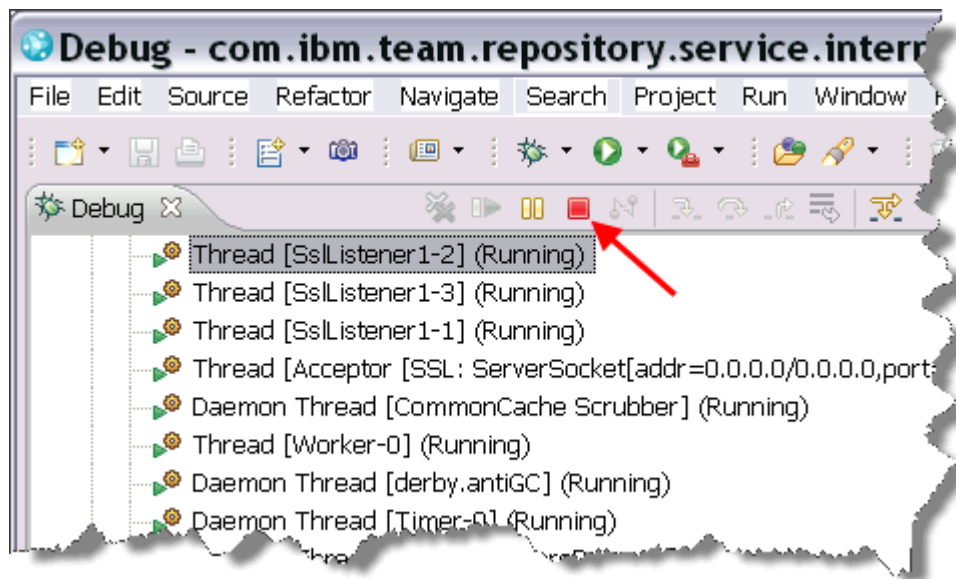 Debug - com.ibm.team.repository.service.intern
File Edit Source Refactor Navigate Search Project Run Window
Debug
Thread [SslListener1-2] (Running)
Thread [SslListener1-3] (Running)
Thread [SslListener1-1] (Running)
Thread [Acceptor [SSL: ServerSocket[addr=0.0.0.0/0.0.0.0,port=
Daemon Thread [CommonCache Scrubber] (Running)
Thread [Worker-0] (Running)
Daemon Thread [derby.antiGC] (Running)
Daemon Thread [Timer-0] (Running)